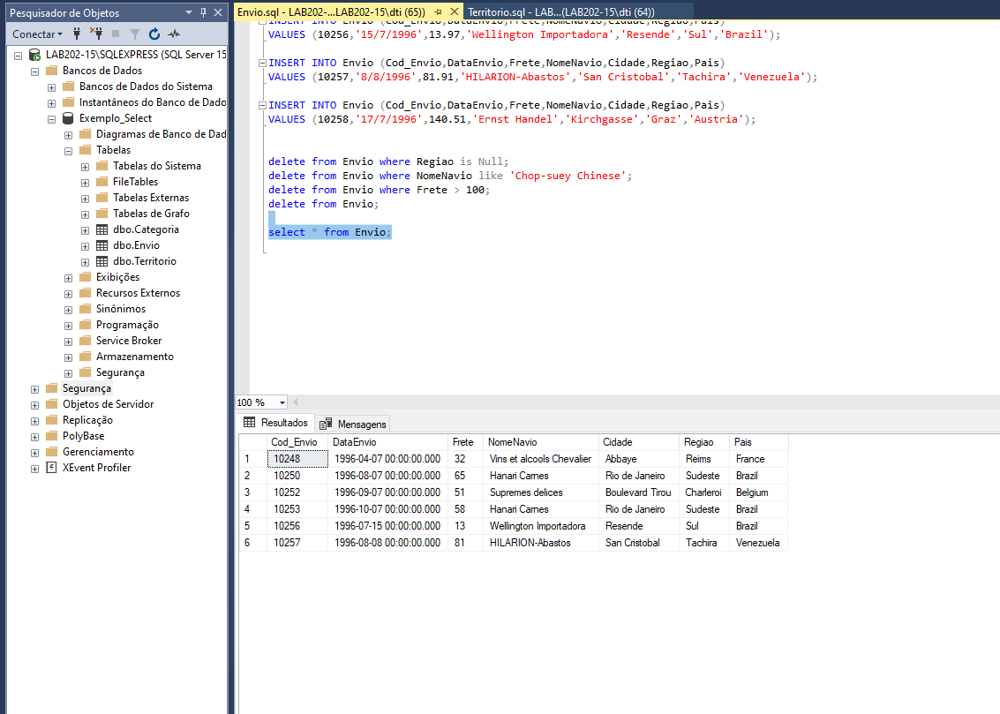 Pesquisador de Objetos
Conectar
LAB202-15\SQLEXPRESS (SQL Server 15
Bancos de Dados
Bancos de Dados do Sistema
Instantâneos do Banco de Dado
Exemplo_Select
Diagramas de Banco de Dad
Tabelas
Tabelas do Sistema
FileTables
Tabelas Externas
Tabelas de Grafo
dbo.Categoria
dbo.Envio
dbo.Territorio
Exibições
Recursos Externos
Sinônimos
Programação
Service Broker
Armazenamento
Segurança
Segurança
Objetos de Servidor
Replicação
PolyBase
Gerenciamento
XEvent Profiler
Envio.sql - LAB202-...LAB202-15\dti (65)) Territorio.sql - LAB...(LAB202-15\dti (64))
INSERT INTO Envio (Cod_Envio,DataEnvio,Frete,NomeNavio,Cidade,Regiao,Pais)
VALUES (10256,'15/7/1996',13.97,'Wellington Importadora','Resende','Sul','Brazil');
INSERT INTO Envio (Cod_Envio,DataEnvio,Frete,NomeNavio,Cidade,Regiao,Pais)
VALUES (10257,'8/8/1996',81.91,'HILARION-Abastos','San Cristobal','Tachira','Venezuela');
INSERT INTO Envio (Cod_Envio,DataEnvio,Frete,NomeNavio,Cidade,Regiao,Pais)
VALUES (10258,'17/7/1996',140.51,'Ernst Handel','Kirchgasse','Graz','Austria');
delete from Envio where Regiao is Null;
delete from Envio where NomeNavio like 'Chop-suey Chinese';
delete from Envio where Frete > 100;
delete from Envio;
select * from Envio;
100 %
Resultados Mensagens
Cod_Envio DataEnvio Frete NomeNavio Cidade Regiao Pais
1 10248 1996-04-07 00:00:00.000 32 Vins et alcools Chevalier Abbaye Reims France
2 10250 1996-08-07 00:00:00.000 65 Hanari Carnes Rio de Janeiro Sudeste Brazil
3 10252 1996-09-07 00:00:00.000 51 Supremes delices Boulevard Tirou Charleroi Belgium
4 10253 1996-10-07 00:00:00.000 58 Hanari Carnes Rio de Janeiro Sudeste Brazil
5 10256 1996-07-15 00:00:00.000 13 Wellington Importadora Resende Sul Brazil
6 10257 1996-08-08 00:00:00.000 81 HILARION-Abastos San Cristobal Tachira Venezuela